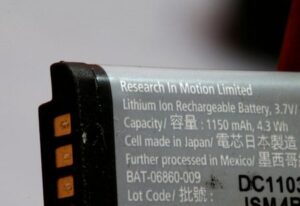 Research In Motion Limited
Lithium Ion Rechargeable Battery, 3.7V/
Capacity/ 容量 : 1150 mAh, 4.3 Wh
Cell made in Japan/ 電芯日本製造
Further processed in Mexico/ 墨西哥
BAT-06860-009
DC1103
Lot Code/ 批號: